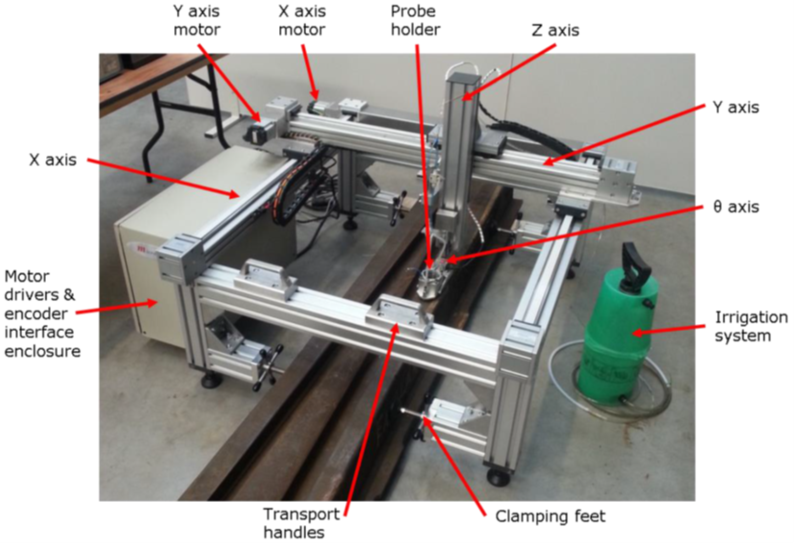 Y axis
motor
X axis
motor
Probe
holder
Z axis
Y axis
X axis
θ axis
Motor
drivers &
encoder
interface
enclosure
Irrigation
system
Transport
handles
Clamping feet